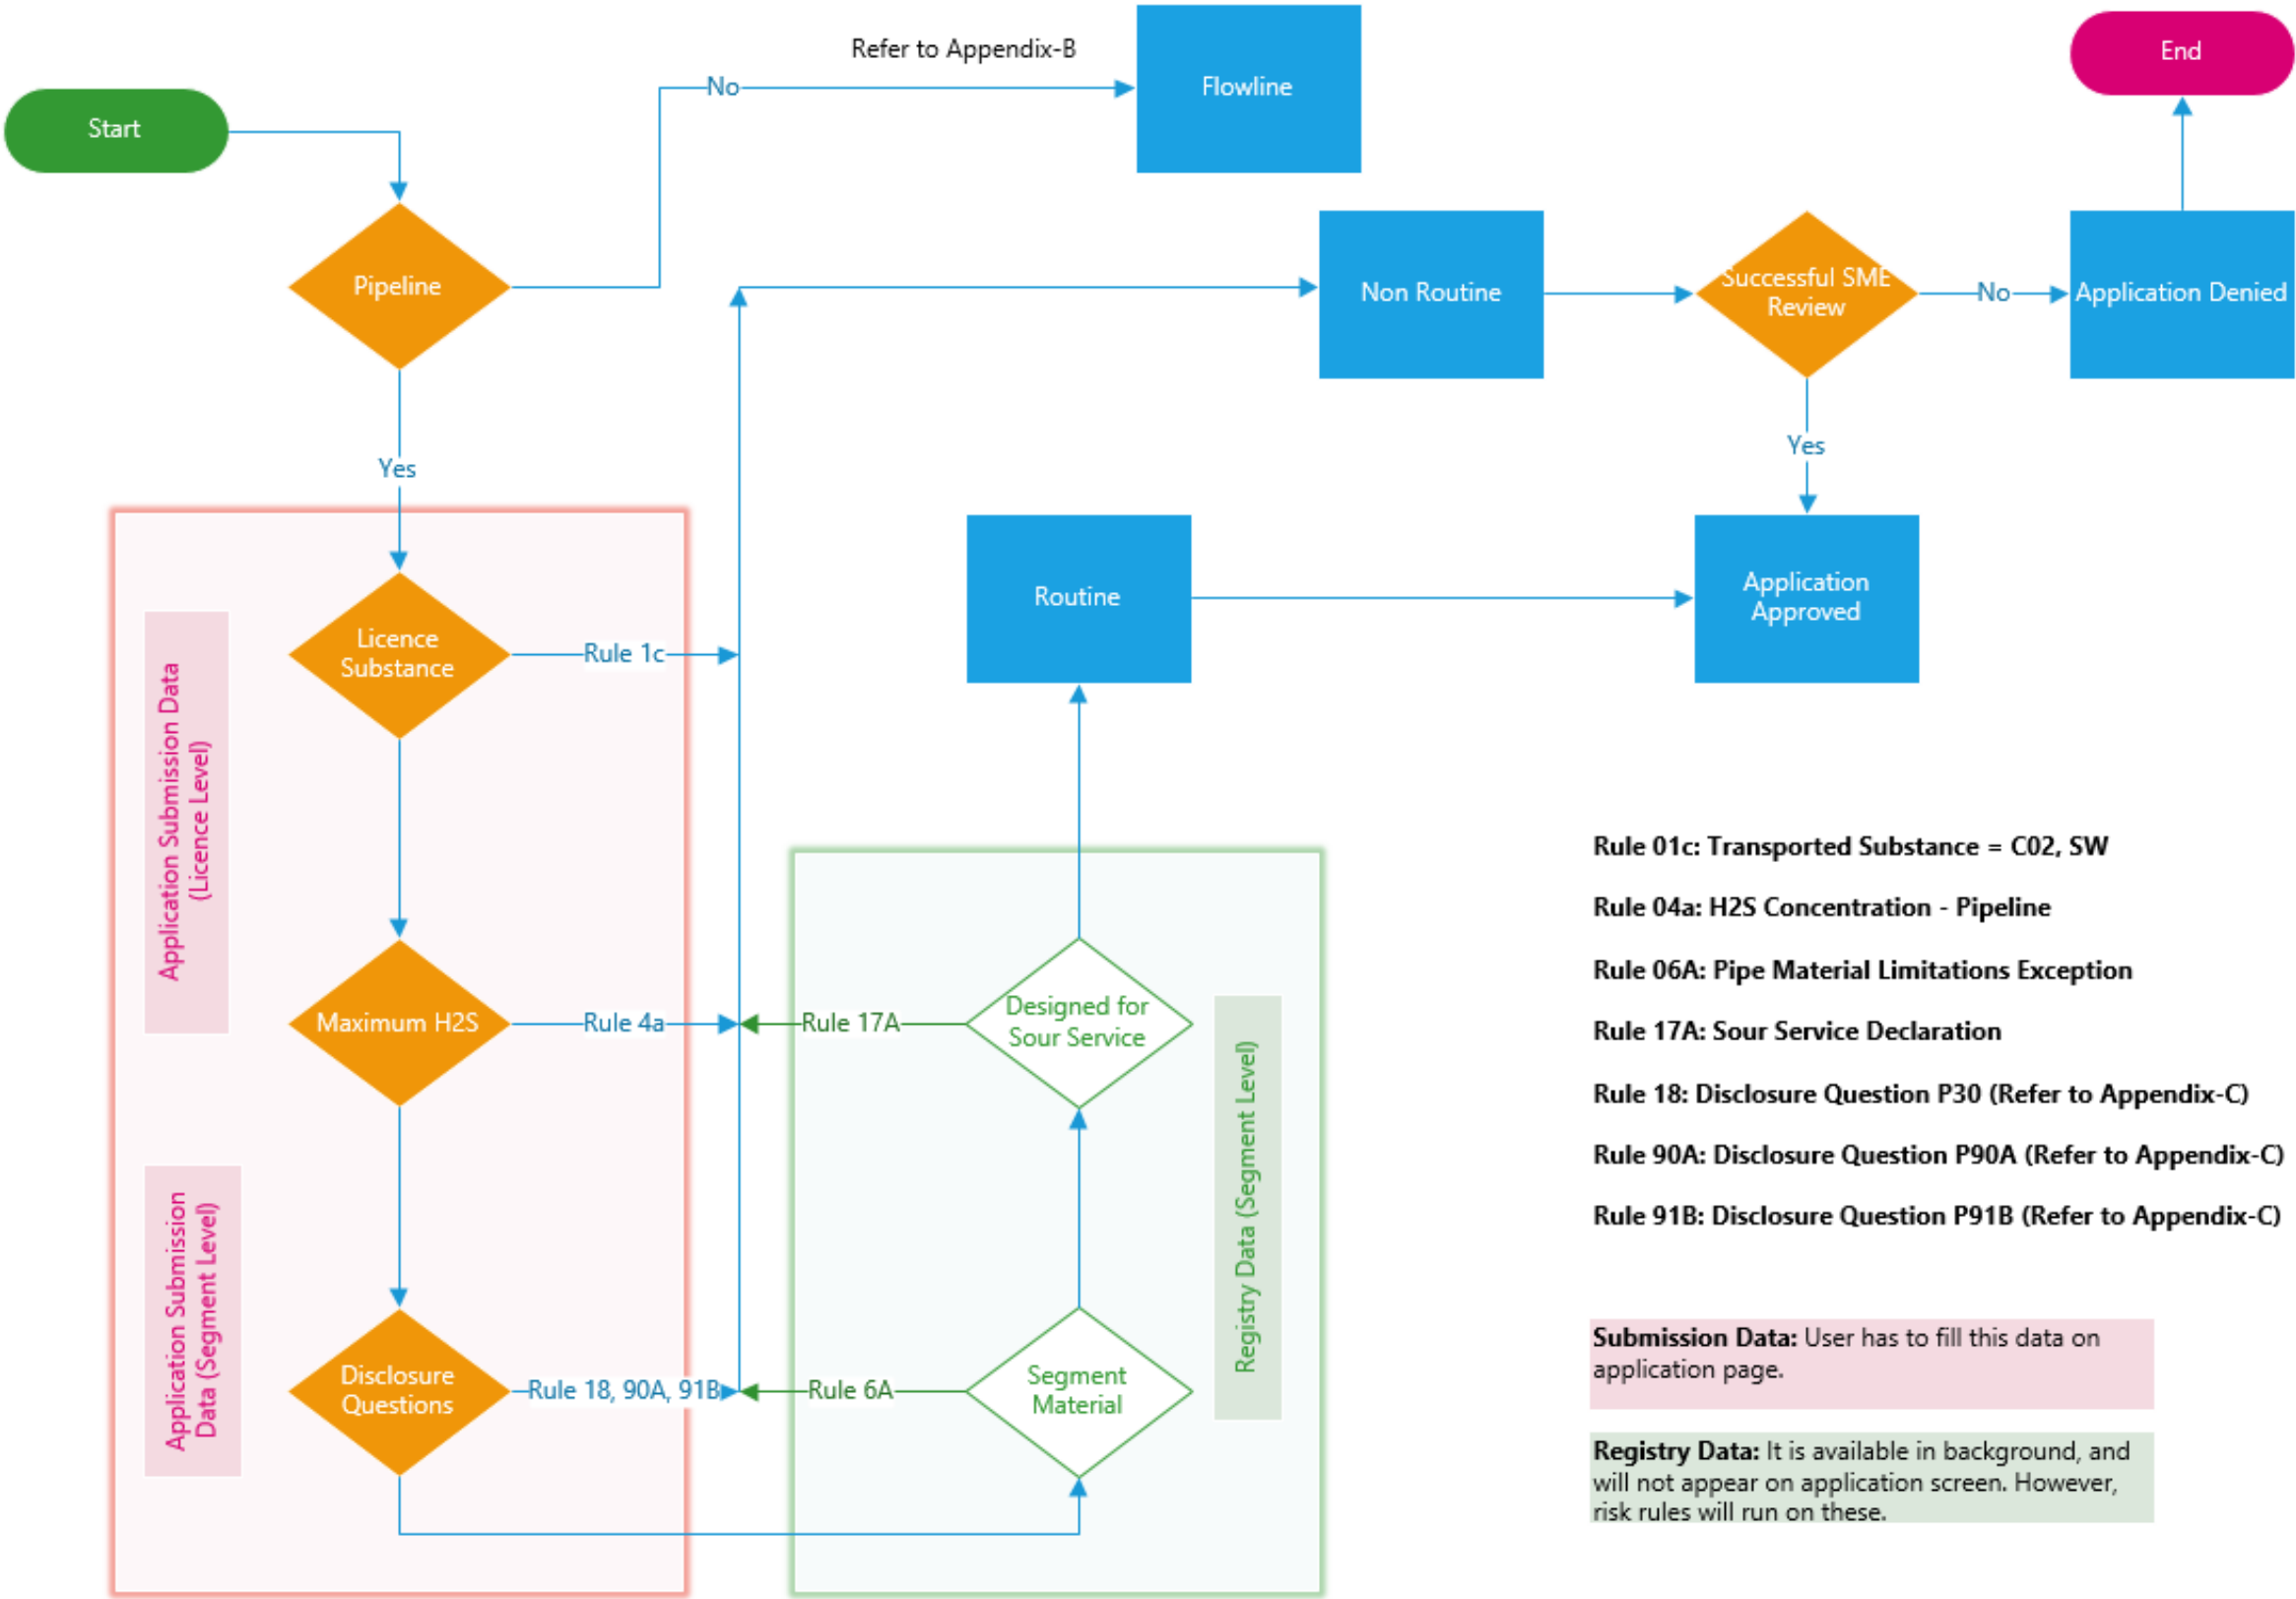 Refer to Appendix-B
End
No
Flowline
Start
Pipeline
Non Routine
Successful SME
Review
No
Application Denied
Yes
Yes
Routine
Application
Approved
Licence
Substance
Rule 1c
Application Submission Data
(Licence Level)
Rule 01c: Transported Substance = C02, SW
Rule 04a: H2S Concentration - Pipeline
Rule 06A: Pipe Material Limitations Exception
Rule 17A: Sour Service Declaration
Rule 18: Disclosure Question P30 (Refer to Appendix-C)
Rule 90A: Disclosure Question P90A (Refer to Appendix-C)
Rule 91B: Disclosure Question P91B (Refer to Appendix-C)
Maximum H2S
Rule 4a
Rule 17A
Designed for
Sour Service
Registry Data (Segment Level)
Application Submission
Data (Segment Level)
Disclosure
Questions
Rule 18, 90A, 91B
Rule 6A
Segment
Material
Submission Data: User has to fill this data on
application page.
Registry Data: It is available in background, and
will not appear on application screen. However,
risk rules will run on these.